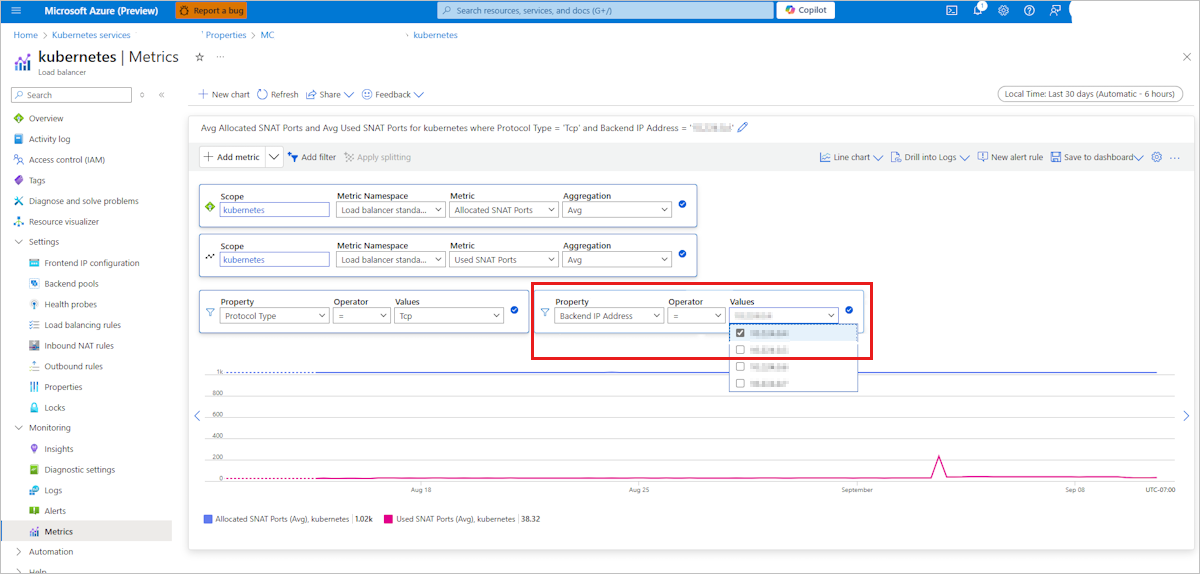 Microsoft Azure (Preview)
Report a bug
Search resources, services, and docs (G+/)
Copilot
1
Home > Kubernetes services
Properties > MC
kubernetes
kubernetes | Metrics
Load balancer
Search
Overview
Activity log
Access control (IAM)
Tags
Diagnose and solve problems
Resource visualizer
Settings
Frontend IP configuration
Backend pools
Health probes
Load balancing rules
Inbound NAT rules
Outbound rules
Properties
Locks
Monitoring
Insights
Diagnostic settings
Logs
Alerts
Metrics
Automation
Help
New chart
Refresh
Share
Feedback
Local Time: Last 30 days (Automatic - 6 hours)
Avg Allocated SNAT Ports and Avg Used SNAT Ports for kubernetes where Protocol Type = 'Tcp' and Backend IP Address = '
Add metric
Add filter
Apply splitting
Line chart
Drill into Logs
New alert rule
Save to dashboard
Scope
Metric Namespace
Metric
Aggregation
kubernetes
Load balancer standa...
Allocated SNAT Ports
Avg
Scope
Metric Namespace
Metric
Aggregation
kubernetes
Load balancer standa...
Used SNAT Ports
Avg
Property
Operator
Values
Protocol Type
=
Tcp
Property
Operator
Values
Backend IP Address
=
1k
800
600
400
200
0
Aug 18
Aug 25
September
Sep 08
UTC-07:00
Allocated SNAT Ports (Avg), kubernetes | 1.02k
Used SNAT Ports (Avg), kubernetes | 38.32